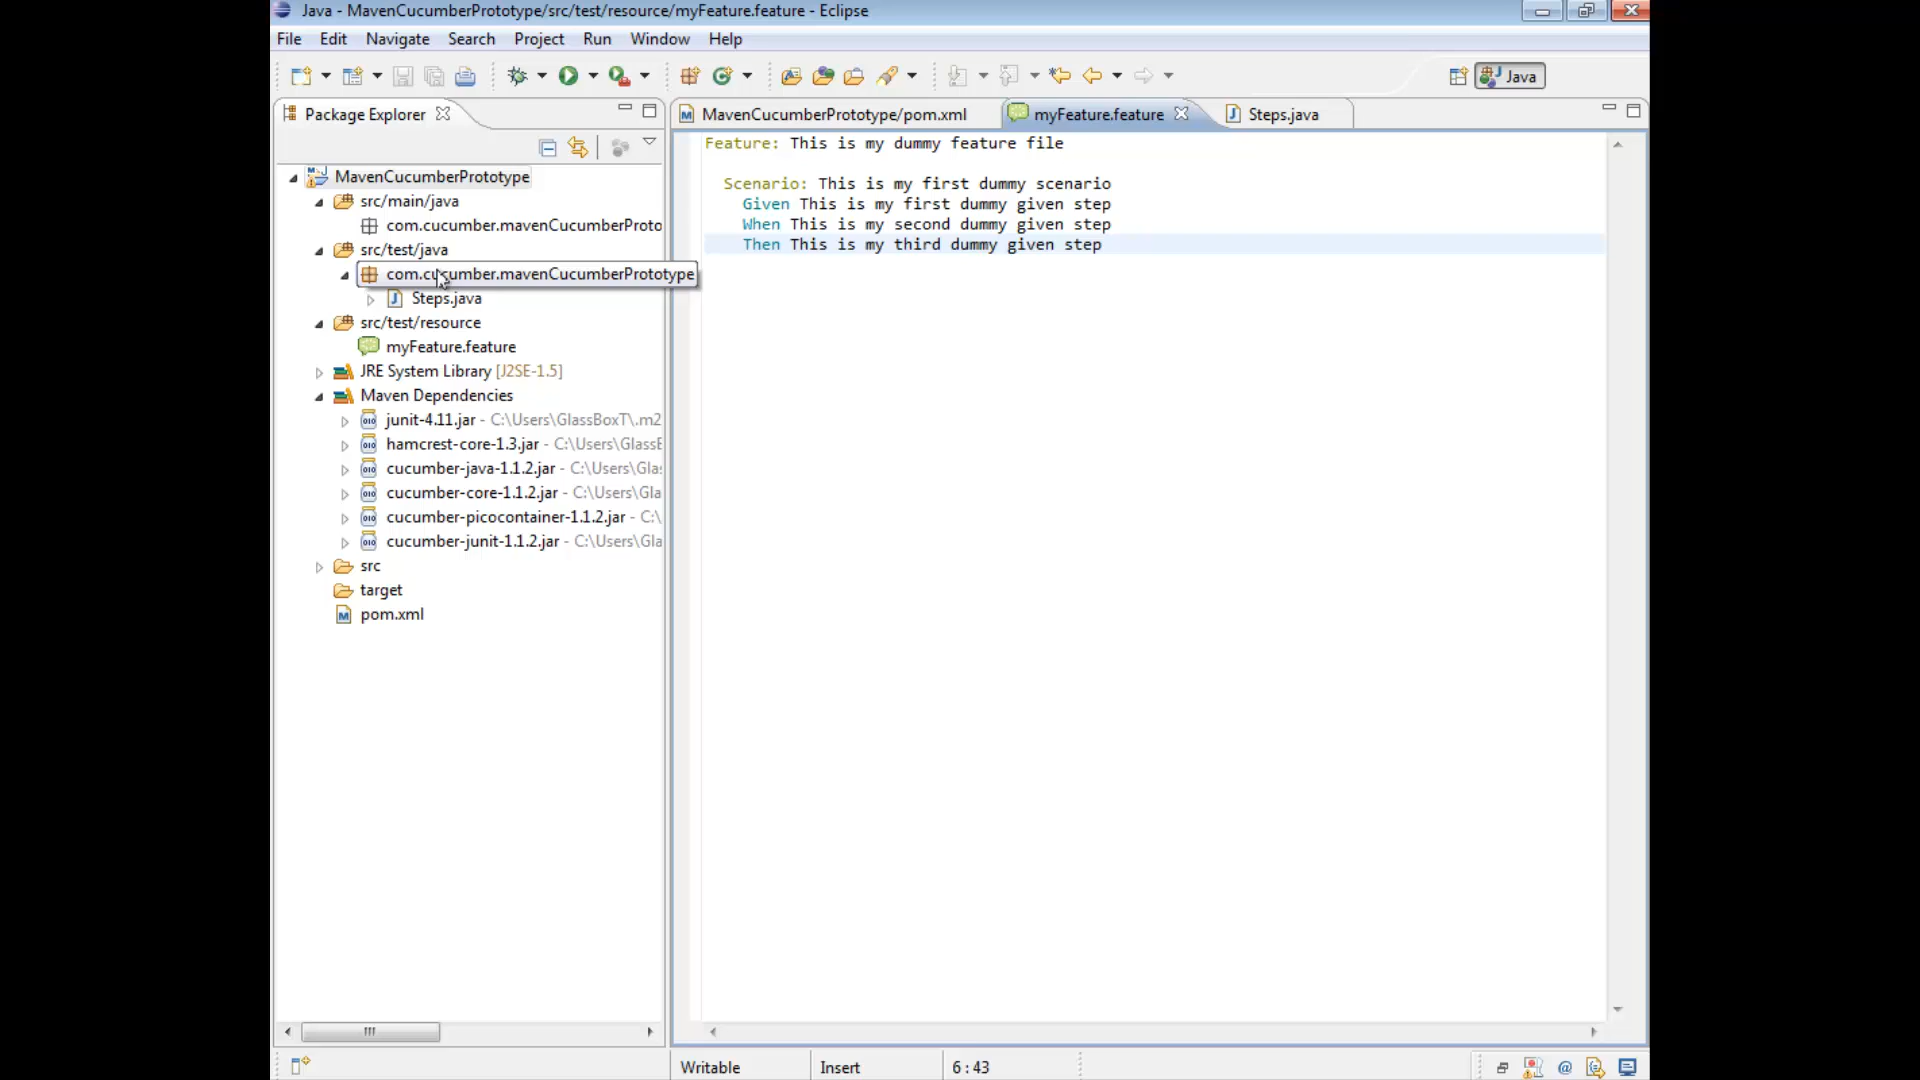 Java - MavenCucumberPrototype/src/test/resource/myFeature.feature - Eclipse
File Edit Navigate Search Project Run Window Help
Java
Package Explorer
MavenCucumberPrototype/pom.xml
myFeature.feature
Steps.java
MavenCucumberPrototype
src/main/java
com.cucumber.mavenCucumberProto
src/test/java
com.cucumber.mavenCucumberPrototype
Steps.java
src/test/resource
myFeature.feature
JRE System Library [J2SE-1.5]
Maven Dependencies
junit-4.11.jar - C:\Users\GlassBoxT\.m2
hamcrest-core-1.3.jar - C:\Users\GlassB
cucumber-java-1.1.2.jar - C:\Users\Glas
cucumber-core-1.1.2.jar - C:\Users\Gla
cucumber-picocontainer-1.1.2.jar - C:\
cucumber-junit-1.1.2.jar - C:\Users\Gla
src
target
pom.xml
Feature: This is my dummy feature file
Scenario: This is my first dummy scenario
Given This is my first dummy given step
When This is my second dummy given step
Then This is my third dummy given step
Writable Insert 6 : 43